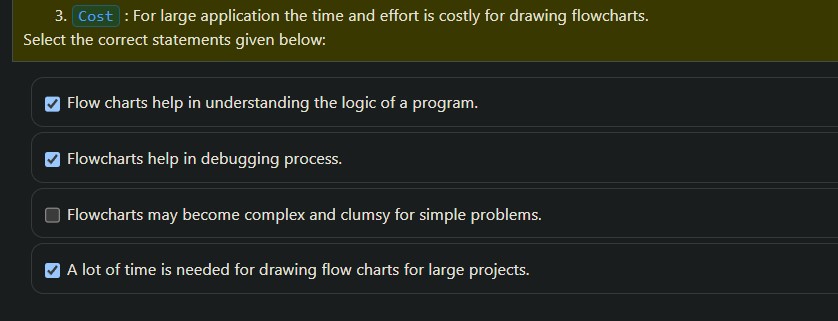 3. Cost : For large application the time and effort is costly for drawing flowcharts.
Select the correct statements given below:
Flow charts help in understanding the logic of a program.
Flowcharts help in debugging process.
Flowcharts may become complex and clumsy for simple problems.
A lot of time is needed for drawing flow charts for large projects.